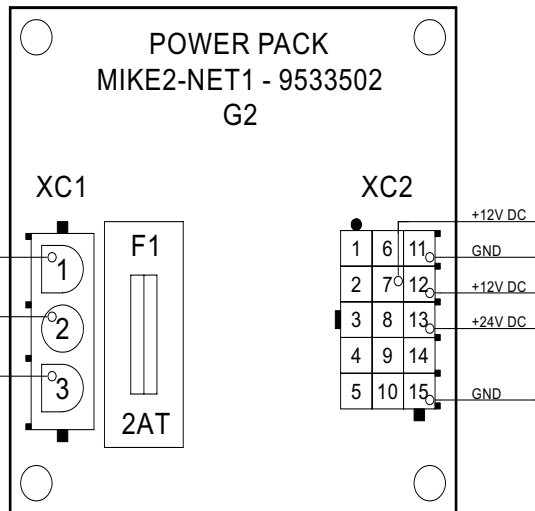 POWER PACK
MIKE2-NET1 - 9533502
G2
XC1
XC2
F1
2AT
1
2
3
1 6 11
2 7 12
3 8 13
4 9 14
5 10 15
+12V DC
GND
+12V DC
+24V DC
GND